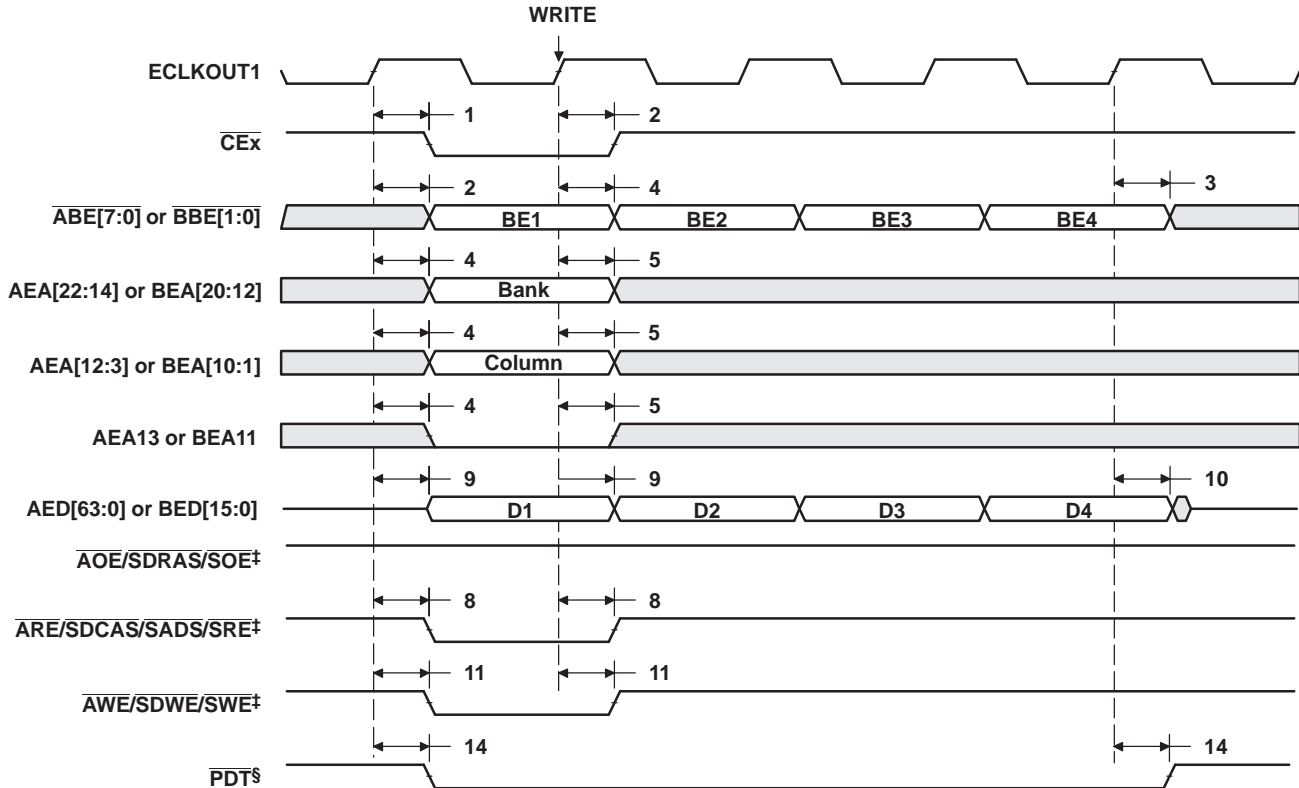 WRITE
ECLKOUT1
1 2
CEx
2 4 3
ABE[7:0] or BBE[1:0] BE1 BE2 BE3 BE4
4 5
AEA[22:14] or BEA[20:12] Bank
4 5
AEA[12:3] or BEA[10:1] Column
4 5
AEA13 or BEA11
9 9 10
AED[63:0] or BED[15:0] D1 D2 D3 D4
AOE/SDRAS/SOE‡
8 8
ARE/SDCAS/SADS/SRE‡
11 11
AWE/SDWE/SWE‡
14 14
PDT§